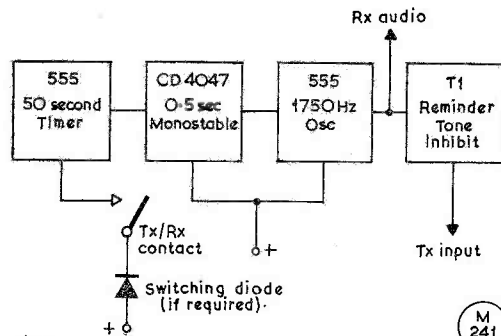 Rx audio
555
50 second
Timer
CD 4047
0·5 sec
Monostable
555
1750Hz
Osc
T1
Reminder
Tone
Inhibit
Tx/Rx
contact
+
Tx input
Switching diode
(if required)·
+
M
241